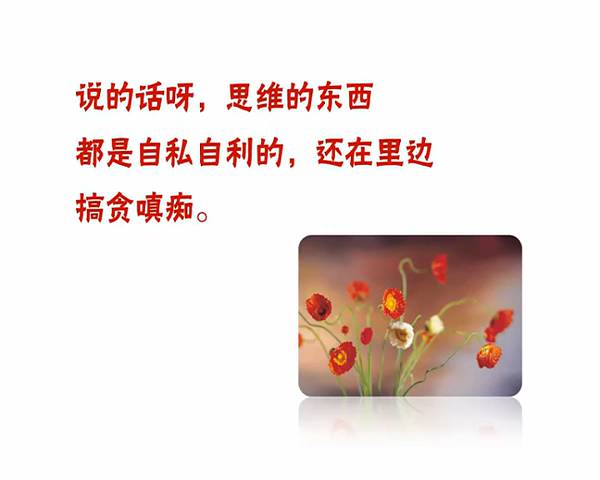 说的话呀，思维的东西
都是自私自利的，还在里边
搞贪嗔痴。